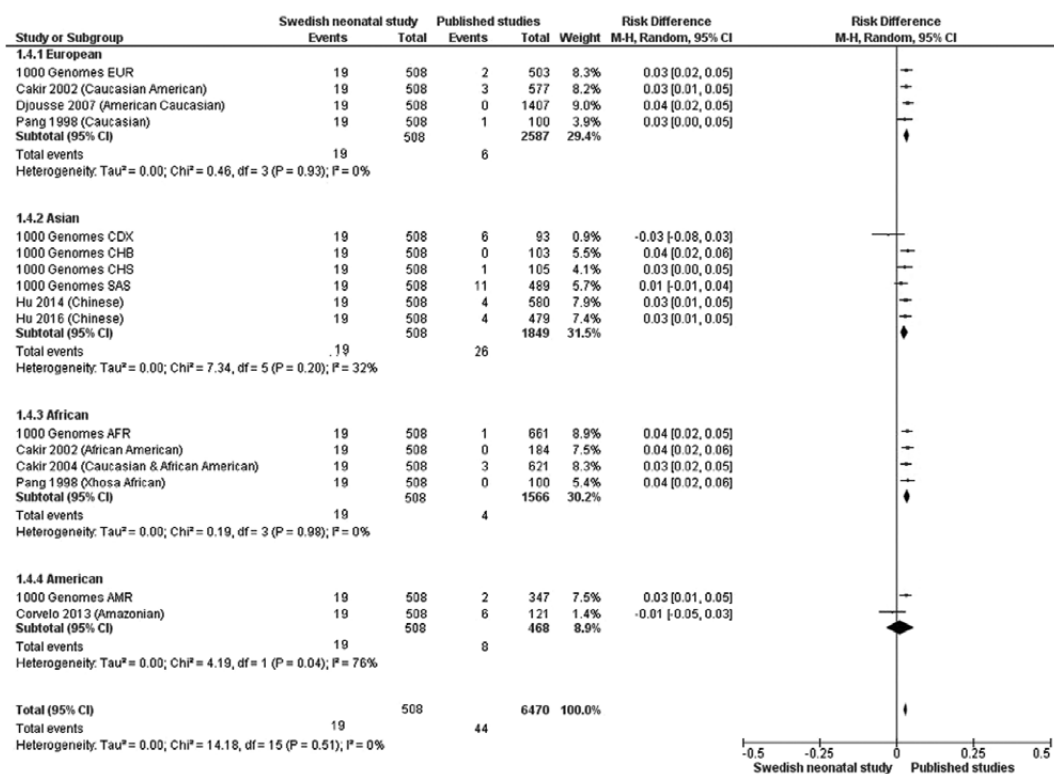 Swedish neonatal study Published studies Risk Difference Risk Difference
Study or Subgroup Events Total Events Total Weight M-H, Random, 95% CI M-H, Random, 95% CI
1.4.1 European
1000 Genomes EUR 19 508 2 503 8.3% 0.03 [0.02, 0.05]
Cakir 2002 (Caucasian American) 19 508 3 577 8.2% 0.03 [0.01, 0.05]
Djousse 2007 (American Caucasian) 19 508 0 1407 9.0% 0.04 [0.02, 0.05]
Pang 1998 (Caucasian) 19 508 1 100 3.9% 0.03 [0.00, 0.05]
Subtotal (95% CI) 508 2587 29.4%
Total events 19 6
Heterogeneity: Tau² = 0.00; Chi² = 0.46, df = 3 (P = 0.93); I² = 0%
1.4.2 Asian
1000 Genomes CDX 19 508 6 93 0.9% -0.03 [-0.08, 0.03]
1000 Genomes CHB 19 508 0 103 5.5% 0.04 [0.02, 0.06]
1000 Genomes CHS 19 508 1 105 4.1% 0.03 [0.00, 0.05]
1000 Genomes SAS 19 508 11 489 5.7% 0.01 [-0.01, 0.04]
Hu 2014 (Chinese) 19 508 4 580 7.9% 0.03 [0.01, 0.05]
Hu 2016 (Chinese) 19 508 4 479 7.4% 0.03 [0.01, 0.05]
Subtotal (95% CI) 508 1849 31.5%
Total events .19 26
Heterogeneity: Tau² = 0.00; Chi² = 7.34, df = 5 (P = 0.20); I² = 32%
1.4.3 African
1000 Genomes AFR 19 508 1 661 8.9% 0.04 [0.02, 0.05]
Cakir 2002 (African American) 19 508 0 184 7.5% 0.04 [0.02, 0.06]
Cakir 2004 (Caucasian & African American) 19 508 3 621 8.3% 0.03 [0.02, 0.05]
Pang 1998 (Xhosa African) 19 508 0 100 5.4% 0.04 [0.02, 0.06]
Subtotal (95% CI) 508 1566 30.2%
Total events 19 4
Heterogeneity: Tau² = 0.00; Chi² = 0.19, df = 3 (P = 0.98); I² = 0%
1.4.4 American
1000 Genomes AMR 19 508 2 347 7.5% 0.03 [0.01, 0.05]
Corvelo 2013 (Amazonian) 19 508 6 121 1.4% -0.01 [-0.05, 0.03]
Subtotal (95% CI) 508 468 8.9%
Total events 19 8
Heterogeneity: Tau² = 0.00; Chi² = 4.19, df = 1 (P = 0.04); I² = 76%
Total (95% CI) 508 6470 100.0%
Total events 19 44
Heterogeneity: Tau² = 0.00; Chi² = 14.18, df = 15 (P = 0.51); I² = 0%
-0.5 -0.25 0 0.25 0.5
Swedish neonatal study Published studies